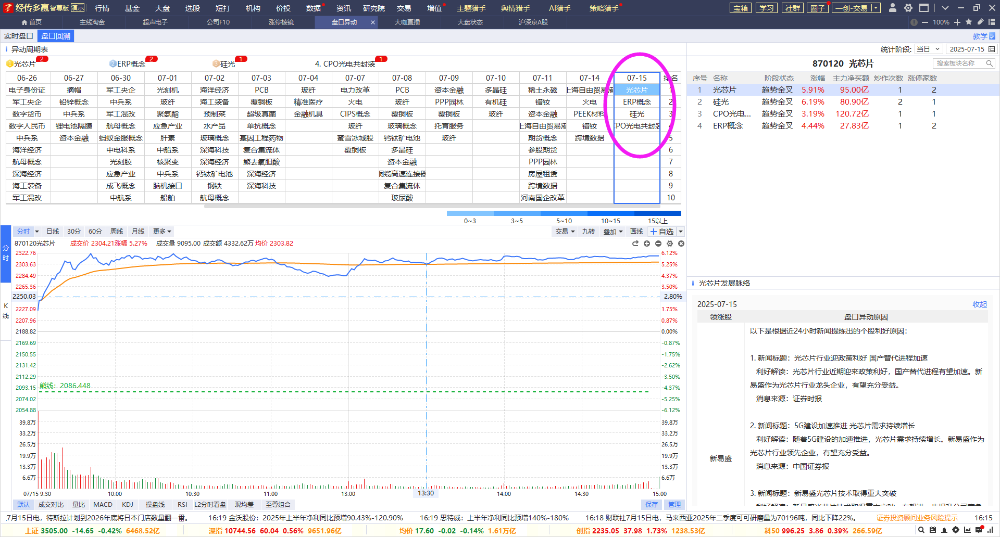 经传多赢 智尊版 演示 行情 基金 大盘 选股 短打 机构 价投 数据 资讯 研究院 交易 增值 主题猎手 舆情猎手 AI猎手 策略猎手 宝箱 学习 社群 圈子 一创-交易
首页 主线淘金 超声电子 公司F10 涨停棱镜 盘口异动 × 大咖直播 大盘状态 沪深京A股 100%
实时盘口 盘口回溯 教学
异动周期表 统计阶段: 当日 2025-07-15
1 光芯片 2 2 ERP概念 2 3 硅光 1 4. CPO光电共封装 1
870120 光芯片 搜索板块名称
06-26 06-27 06-30 07-01 07-02 07-03 07-04 07-07 07-08 07-09 07-10 07-11 07-14 07-15 排名
电子身份证 摘帽 军工央企 光刻机 海洋经济 PCB 玻纤 电力改革 PCB 资本金融 多晶硅 稀土永磁 上海自由贸易港 光芯片 1
军工央企 铅锌概念 中兵系 玻纤 海工装备 覆铜板 精准医疗 火电 玻纤 PPP园林 有机硅 镨钕 火电 ERP概念 2
数字货币 中兵系 军工混改 聚氨酯 预制菜 超级真菌 金融机具 CIPS概念 覆铜板 覆铜板 玻纤 资本金融 PEEK材料 硅光 3
数字人民币 锂电池隔膜 航母概念 应急产业 水产品 单抗概念 玻纤 玻璃概念 托育服务 上海自由贸易港 镨钕 CPO光电共封装 4
中兵系 资本金融 蚂蚁金服概念 肝素 玻璃概念 基因工程药物 蜜雪冰城股 钙钛矿电池 玻纤 期货概念 跨境数据 5
海洋经济 中电科系 中船系 深海科技 复合集流体 覆铜板 多晶硅 参股期货 6
航母概念 光刻胶 核聚变 深海经济 熊去氧胆酸 资本金融 PPP园林 7
深海经济 应急产业 中兵系 钙钛矿电池 深海经济 铜缆高速连接器 房屋租赁 8
海工装备 成飞概念 脑机接口 钢铁 深海科技 复合集流体 跨境数据 9
军工混改 中航系 船舶 航母概念 玻尿酸 河南国企改革 10
0~3 3~5 5~10 10~15 15以上
序号 名称 阶段状态 涨幅 主力净买额 炒作次数 涨停家数
1 光芯片 趋势金叉 5.91% 95.00亿 1 2
2 硅光 趋势金叉 6.19% 80.90亿 2 1
3 CPO光电... 趋势金叉 3.19% 120.72亿 1 1
4 ERP概念 趋势金叉 4.44% 27.83亿 1 2
分时 日线 30分 60分 周线 月线 更多 交易 九转 叠加 画线 自选
分时
K线
870120光芯片 成交价 2304.21 涨幅 5.27% 成交量 9095.00 成交额 4332.62万 均价 2303.82
2322.76 6.12%
2303.63 5.25%
2284.49 4.37%
2265.36 3.50%
2250.03 2.80%
2227.09 1.75%
2207.96 0.87%
2188.82 0.00%
2169.69 -0.87%
2150.55 -1.75%
2131.42 -2.62%
2112.29 -3.50%
2093.15 -4.37%
熊线: 2086.448
2074.02 -5.25%
2054.88 -6.12%
39.8万 39.8万
33.2万 33.2万
26.5万 26.5万
19.9万 19.9万
13.3万 13.3万
6.6万 6.6万
07/15 9:30 10:00 10:30 11:00 13:00 13:30 14:00 14:30 15:00
默认 成交对比 量比 MACD KDJ 操盘线 RSI L2分时看盘 现均差 至尊组合 保存 管理
光芯片发展脉络
2025-07-15 收起
领涨股 盘口异动原因
新易盛
以下是根据近24小时新闻提炼出的个股利好原因：
1. 新闻标题：光芯片行业迎政策利好 国产替代进程加速
利好解读：光芯片行业近期迎来政策利好，国产替代进程有望加速。新
易盛作为光芯片行业龙头企业，有望充分受益。
消息来源：证券时报
2. 新闻标题：5G建设加速推进 光芯片需求持续增长
利好解读：随着5G建设的加速推进，光芯片需求持续增长。新易盛作为
光芯片行业领先企业，有望充分受益。
消息来源：中国证券报
3. 新闻标题：新易盛光芯片技术取得重大突破
7月15日电，特斯拉计划到2026年底将日本门店数量翻一番。 16:19 金沃股份：2025年上半年净利同比预增90.43%-120.90% 16:19 思特威：上半年净利同比预增140%-180% 16:18 财联社7月15日电，马来西亚2025年二季度可可研磨量为70196吨，同比下降22%。 证券投资顾问业务风险提示 16:15
上证 3505.00 -14.65 -0.42% 6468.52亿 深指 10744.56 60.04 0.56% 9651.96亿 均价 17.60 -0.02 -0.14% 1.61万亿 创指 2235.05 37.98 1.73% 1238.53亿 科50 996.25 3.86 0.39% 266.59亿